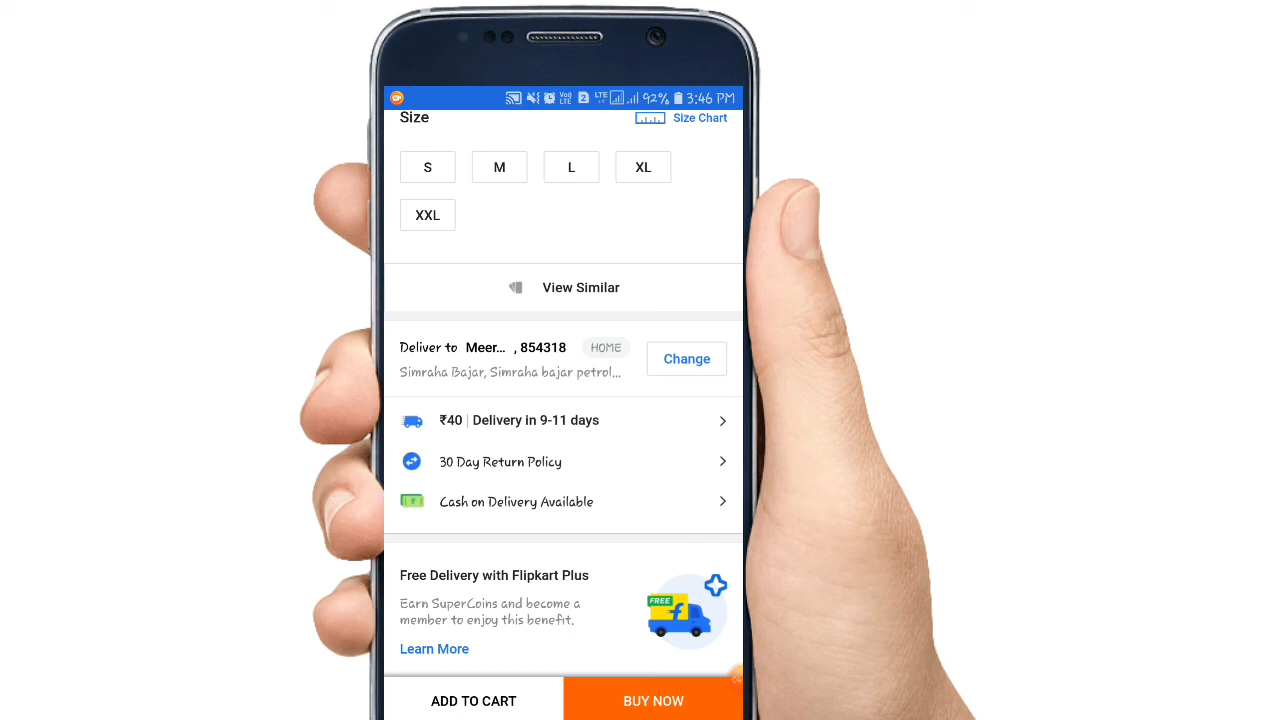 92% 3:46 PM
Size
Size Chart
S M L XL
XXL
View Similar
Deliver to Meer... , 854318 HOME
Simraha Bajar, Simraha bajar petrol...
Change
₹40 | Delivery in 9-11 days
30 Day Return Policy
Cash on Delivery Available
Free Delivery with Flipkart Plus
Earn SuperCoins and become a
member to enjoy this benefit.
FREE
Learn More
ADD TO CART
BUY NOW